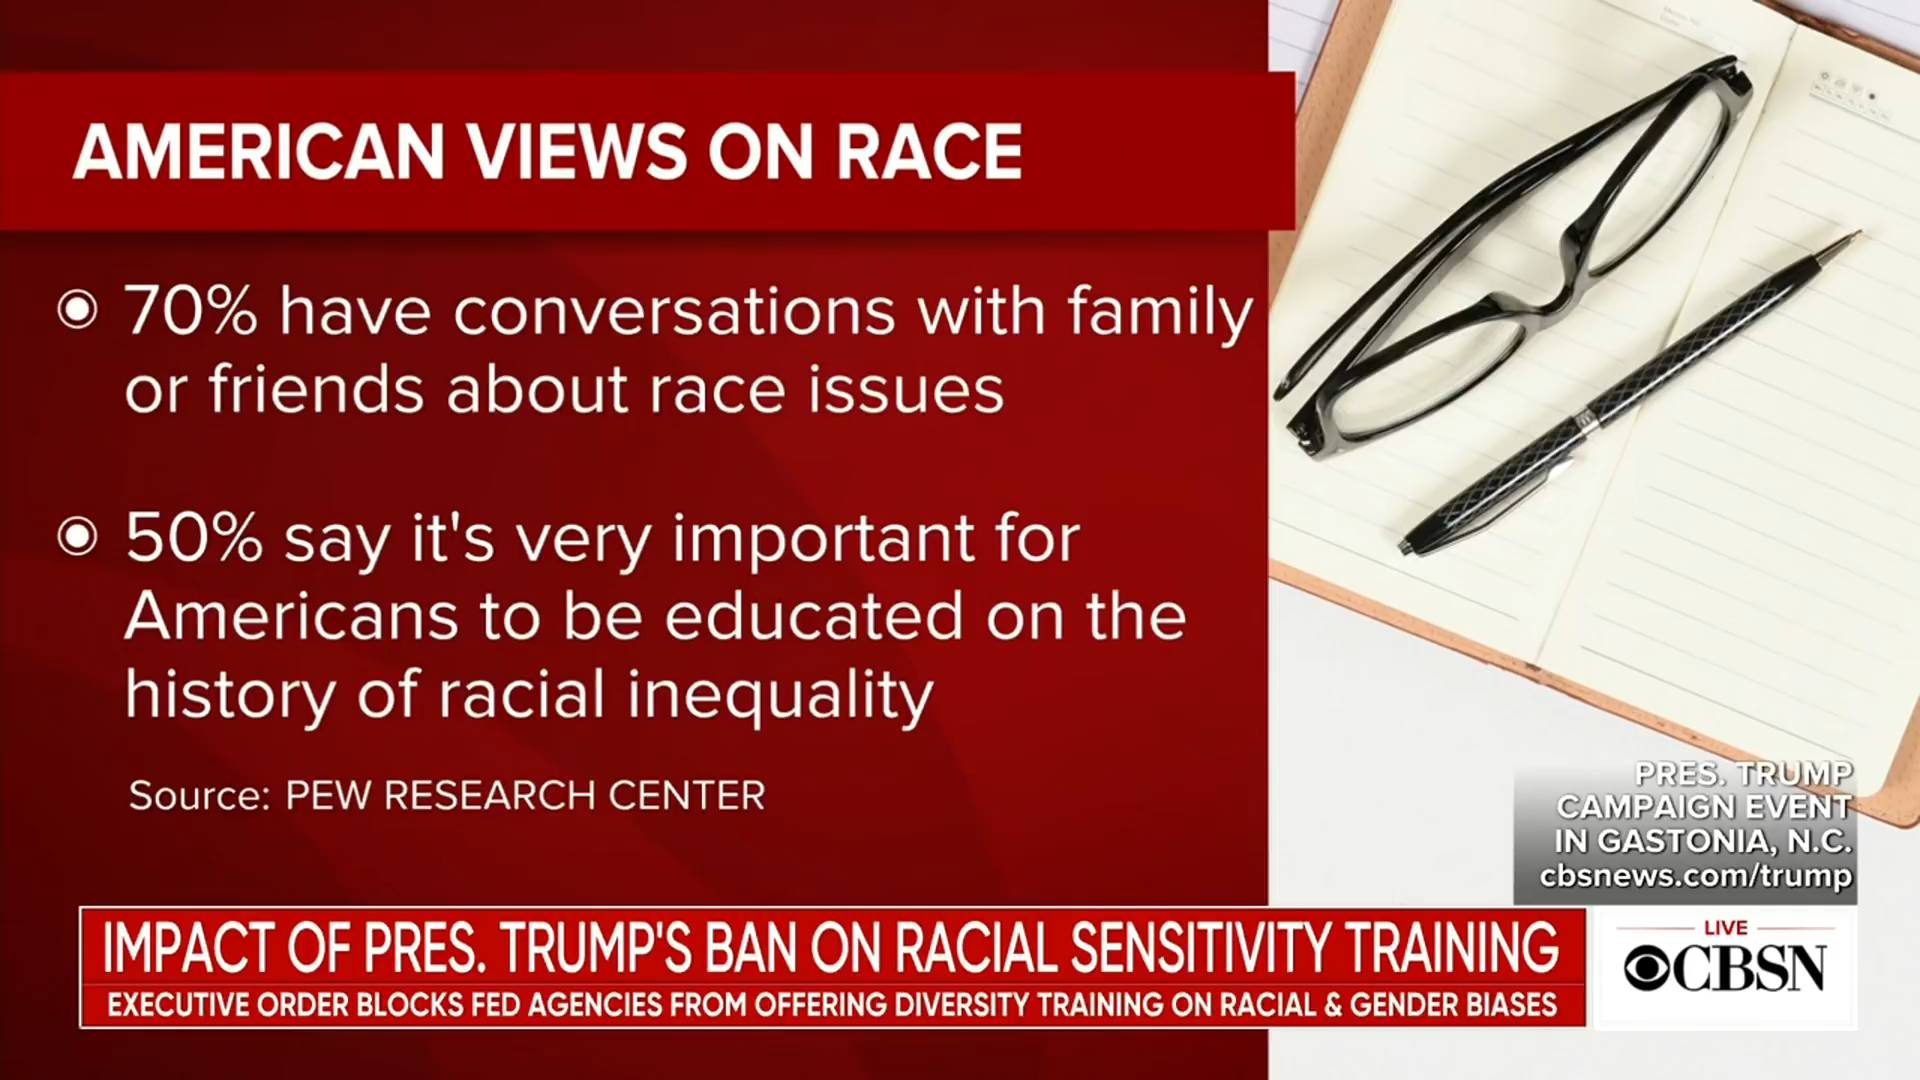 AMERICAN VIEWS ON RACE
70% have conversations with family
or friends about race issues
50% say it's very important for
Americans to be educated on the
history of racial inequality
Source: PEW RESEARCH CENTER
PRES. TRUMP
CAMPAIGN EVENT
IN GASTONIA, N.C.
cbsnews.com/trump
IMPACT OF PRES. TRUMP'S BAN ON RACIAL SENSITIVITY TRAINING
EXECUTIVE ORDER BLOCKS FED AGENCIES FROM OFFERING DIVERSITY TRAINING ON RACIAL & GENDER BIASES
LIVE
CBSN